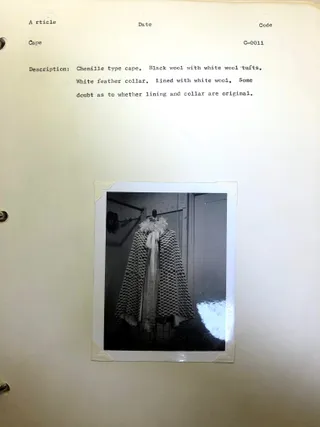 Article Date Code
Cape G-0011
Description: Chenille type cape. Black wool with white wool tufts.
White feather collar. lined with white wool. Some
doubt as to whether lining and collar are original.